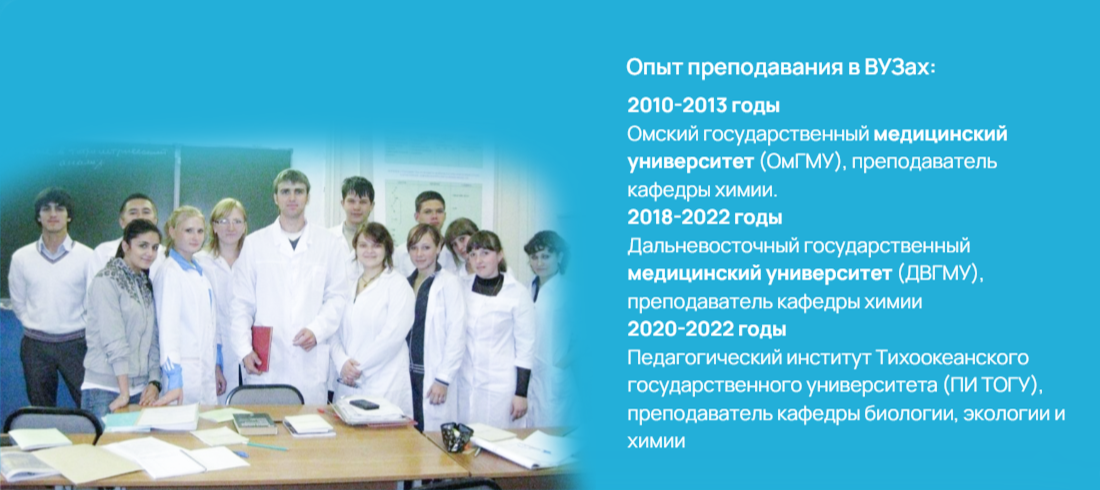 Опыт преподавания в ВУЗах:
2010-2013 годы
Омский государственный медицинский
университет (ОмГМУ), преподаватель
кафедры химии.
2018-2022 годы
Дальневосточный государственный
медицинский университет (ДВГМУ),
преподаватель кафедры химии
2020-2022 годы
Педагогический институт Тихоокеанского
государственного университета (ПИ ТОГУ),
преподаватель кафедры биологии, экологии и
химии